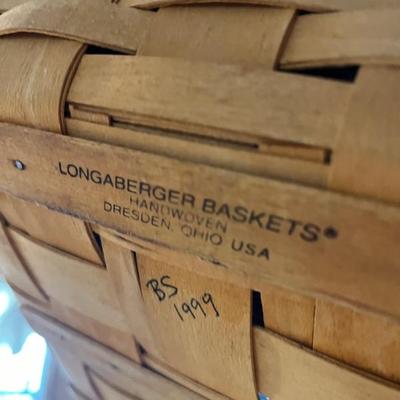 LONGABERGER BASKETS®
HANDWOVEN
DRESDEN, OHIO USA
BS
1999